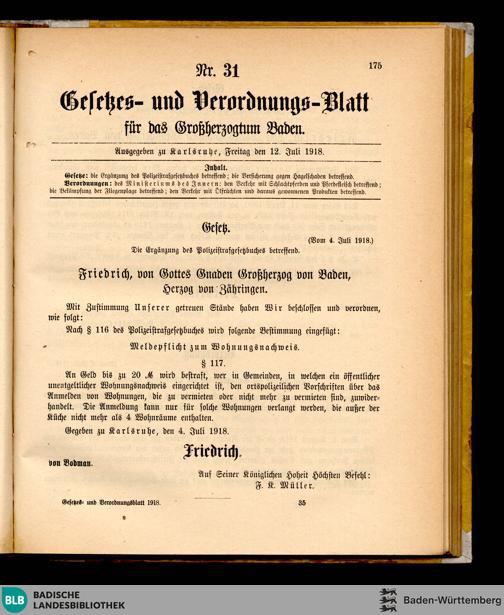 175
Nr. 31
Gesetzes- und Verordnungs-Blatt
für das Großherzogtum Baden.
Ausgegeben zu Karlsruhe, Freitag den 12. Juli 1918.
Inhalt.
Gesetz: die Ergänzung des Polizeistrafgesetzbuches betreffend; die Versicherung gegen Hagelschaden betreffend.
Verordnungen: des Ministeriums des Innern: den Verkehr mit Schlachtpferden und Pferdefleisch betreffend;
die Bekämpfung der Fliegenplage betreffend; den Verkehr mit Ölfrüchten und daraus gewonnenen Produkten betreffend.
Gesetz.
(Vom 4. Juli 1918.)
Die Ergänzung des Polizeistrafgesetzbuches betreffend.
Friedrich, von Gottes Gnaden Großherzog von Baden,
Herzog von Zähringen.
Mit Zustimmung Unserer getreuen Stände haben Wir beschlossen und verordnen,
wie folgt:
Nach § 116 des Polizeistrafgesetzbuches wird folgende Bestimmung eingefügt:
Meldepflicht zum Wohnungsnachweis.
§ 117.
An Geld bis zu 20 ℳ wird bestraft, wer in Gemeinden, in welchen ein öffentlicher
unentgeltlicher Wohnungsnachweis eingerichtet ist, den ortspolizeilichen Vorschriften über das
Anmelden von Wohnungen, die zu vermieten oder nicht mehr zu vermieten sind, zuwider-
handelt. Die Anmeldung kann nur für solche Wohnungen verlangt werden, die außer der
Küche nicht mehr als 4 Wohnräume enthalten.
Gegeben zu Karlsruhe, den 4. Juli 1918.
Friedrich.
von Bodman.
Auf Seiner Königlichen Hoheit Höchsten Befehl:
F. K. Müller.
Gesetzes- und Verordnungsblatt 1918.
35
BLB
BADISCHE
LANDESBIBLIOTHEK
Baden-Württemberg